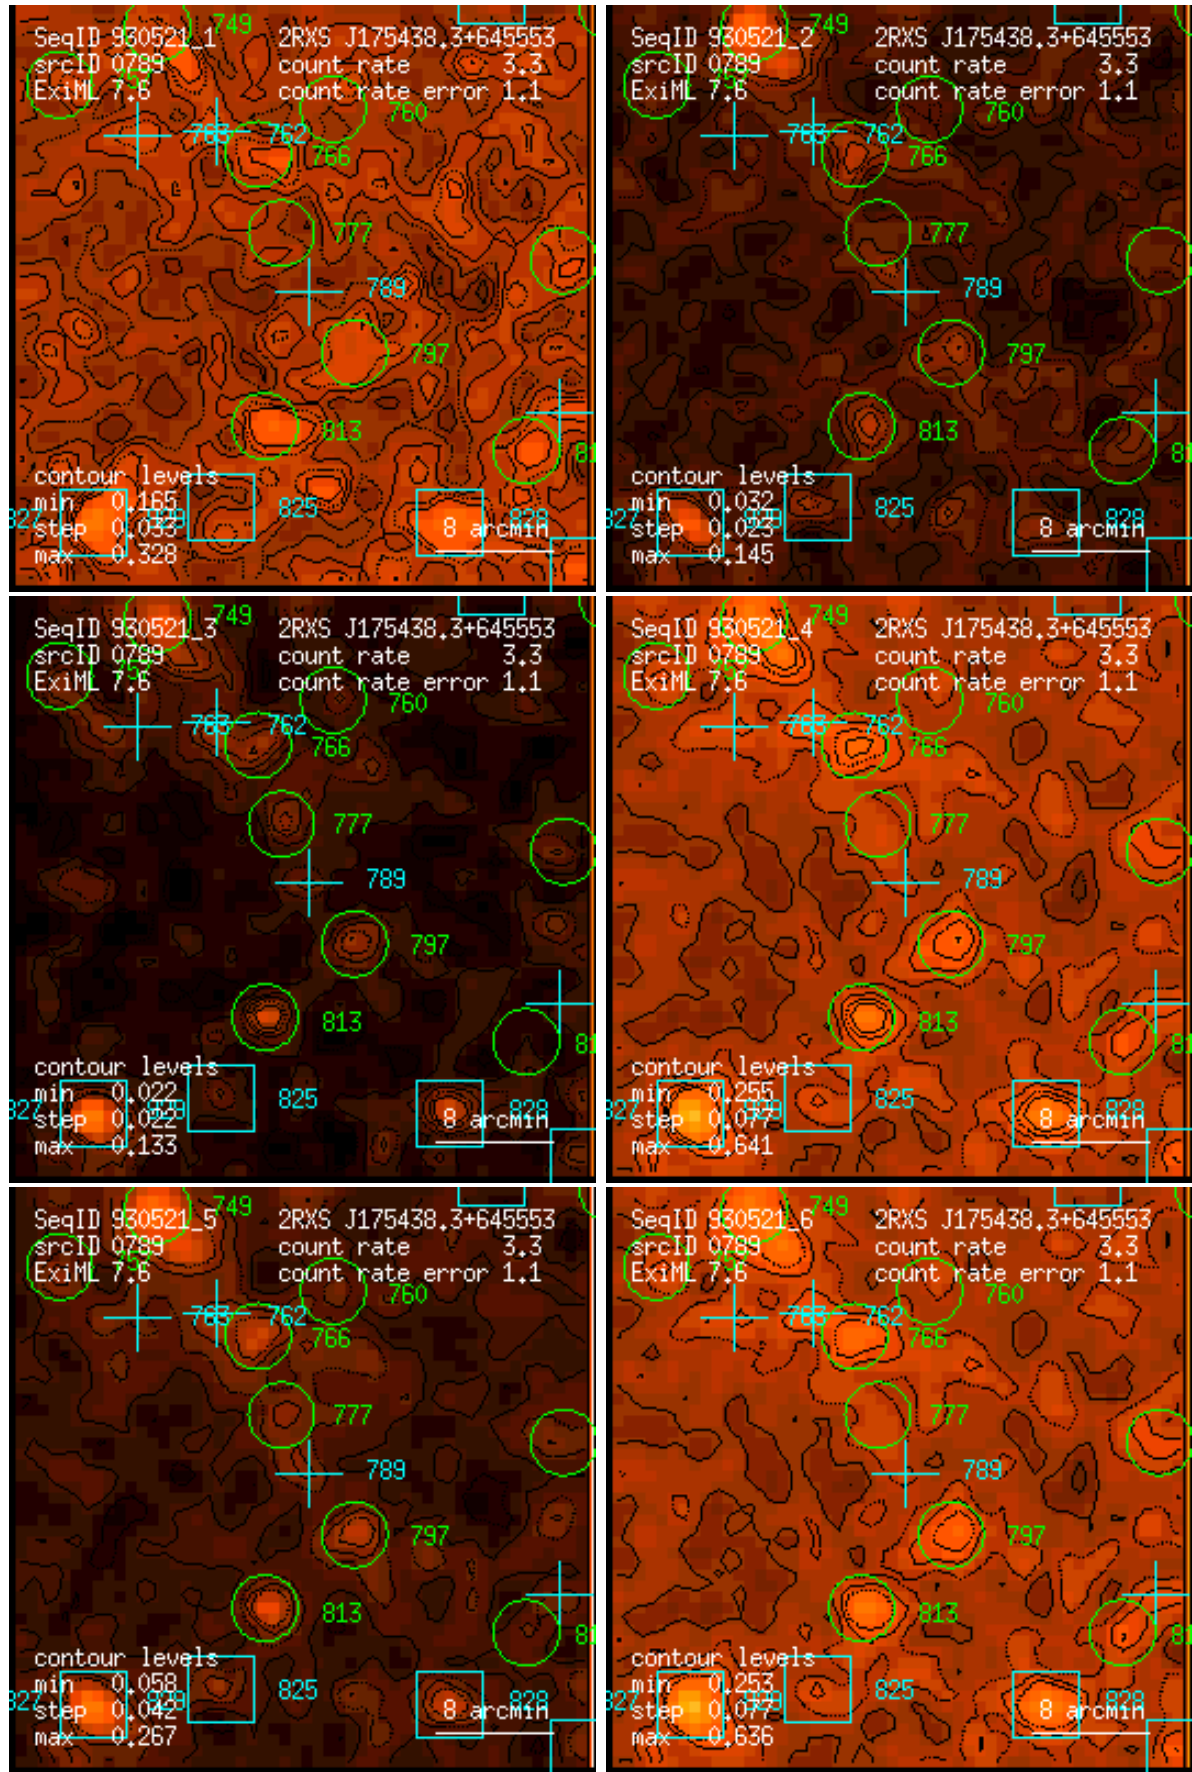 749
SeqID 930521_1 2RXS J175438.3+645553
srcID 0789 count rate 3.3
ExiML 7.6 count rate error 1.1
760
763 762
766
777
789
797
813
81
contour levels
min 0.165
825
827 828
step 0.033 8 arcmin
max 0.328
749
SeqID 930521_2 2RXS J175438.3+645553
srcID 0789 count rate 3.3
ExiML 7.6 count rate error 1.1
760
763 762
766
777
789
797
813
81
contour levels
min 0.032
825
827 828
step 0.023 8 arcmin
max 0.145
749
SeqID 930521_3 2RXS J175438.3+645553
srcID 0789 count rate 3.3
ExiML 7.6 count rate error 1.1
760
763 762
766
777
789
797
813
81
contour levels
min 0.022
825
827 828
step 0.022 8 arcmin
max 0.133
749
SeqID 930521_4 2RXS J175438.3+645553
srcID 0789 count rate 3.3
ExiML 7.6 count rate error 1.1
760
763 762
766
777
789
797
813
81
contour levels
min 0.255
825
827 828
step 0.077 8 arcmin
max 0.641
749
SeqID 930521_5 2RXS J175438.3+645553
srcID 0789 count rate 3.3
ExiML 7.6 count rate error 1.1
760
763 762
766
777
789
797
813
81
contour levels
min 0.058
825
827 828
step 0.042 8 arcmin
max 0.267
749
SeqID 930521_6 2RXS J175438.3+645553
srcID 0789 count rate 3.3
ExiML 7.6 count rate error 1.1
760
763 762
766
777
789
797
813
81
contour levels
min 0.253
825
827 828
step 0.077 8 arcmin
max 0.636